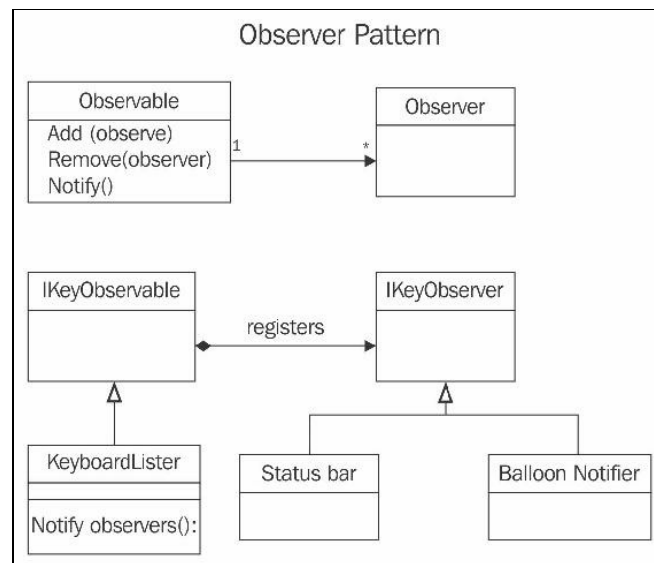 Observer Pattern
Observable
Add (observe)
Remove(observer)
Notify()
1
*
Observer
IKeyObservable
registers
IKeyObserver
KeyboardLister
Notify observers():
Status bar
Balloon Notifier